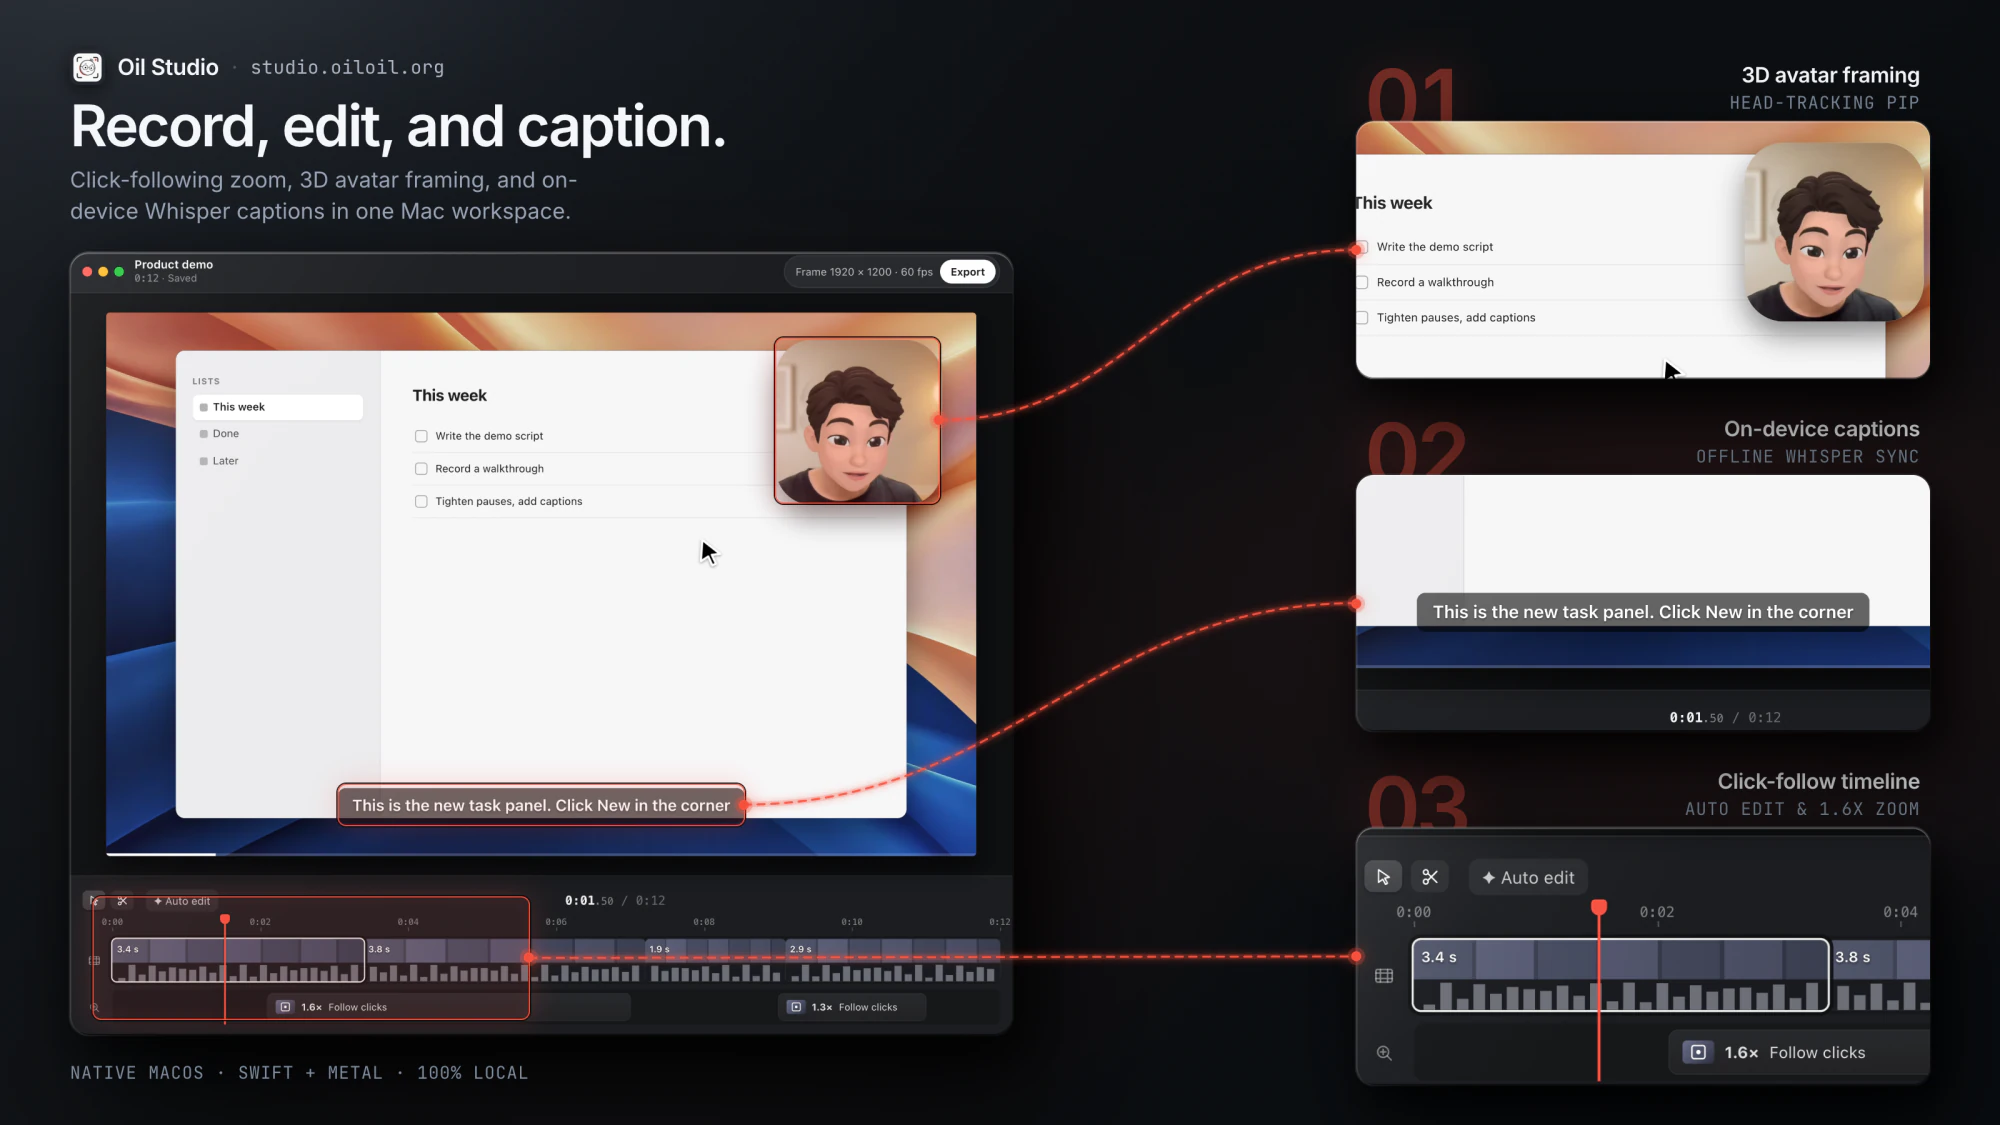 Oil Studio · studio.oiloil.org
Record, edit, and caption.
Click-following zoom, 3D avatar framing, and on-
device Whisper captions in one Mac workspace.
Product demo
0:12 · Saved
Frame 1920 × 1200 · 60 fps
Export
LISTS
This week
Done
Later
This week
Write the demo script
Record a walkthrough
Tighten pauses, add captions
This is the new task panel. Click New in the corner
Auto edit
0:01.50 / 0:12
0:00 0:02 0:04 0:06 0:08 0:10 0:12
3.4 s 3.8 s 1.9 s 2.9 s
1.6× Follow clicks
1.3× Follow clicks
NATIVE MACOS · SWIFT + METAL · 100% LOCAL
01
3D avatar framing
HEAD-TRACKING PIP
This week
Write the demo script
Record a walkthrough
Tighten pauses, add captions
02
On-device captions
OFFLINE WHISPER SYNC
This is the new task panel. Click New in the corner
0:01.50 / 0:12
03
Click-follow timeline
AUTO EDIT & 1.6X ZOOM
Auto edit
0:00 0:02 0:04
3.4 s 3.8 s
1.6× Follow clicks